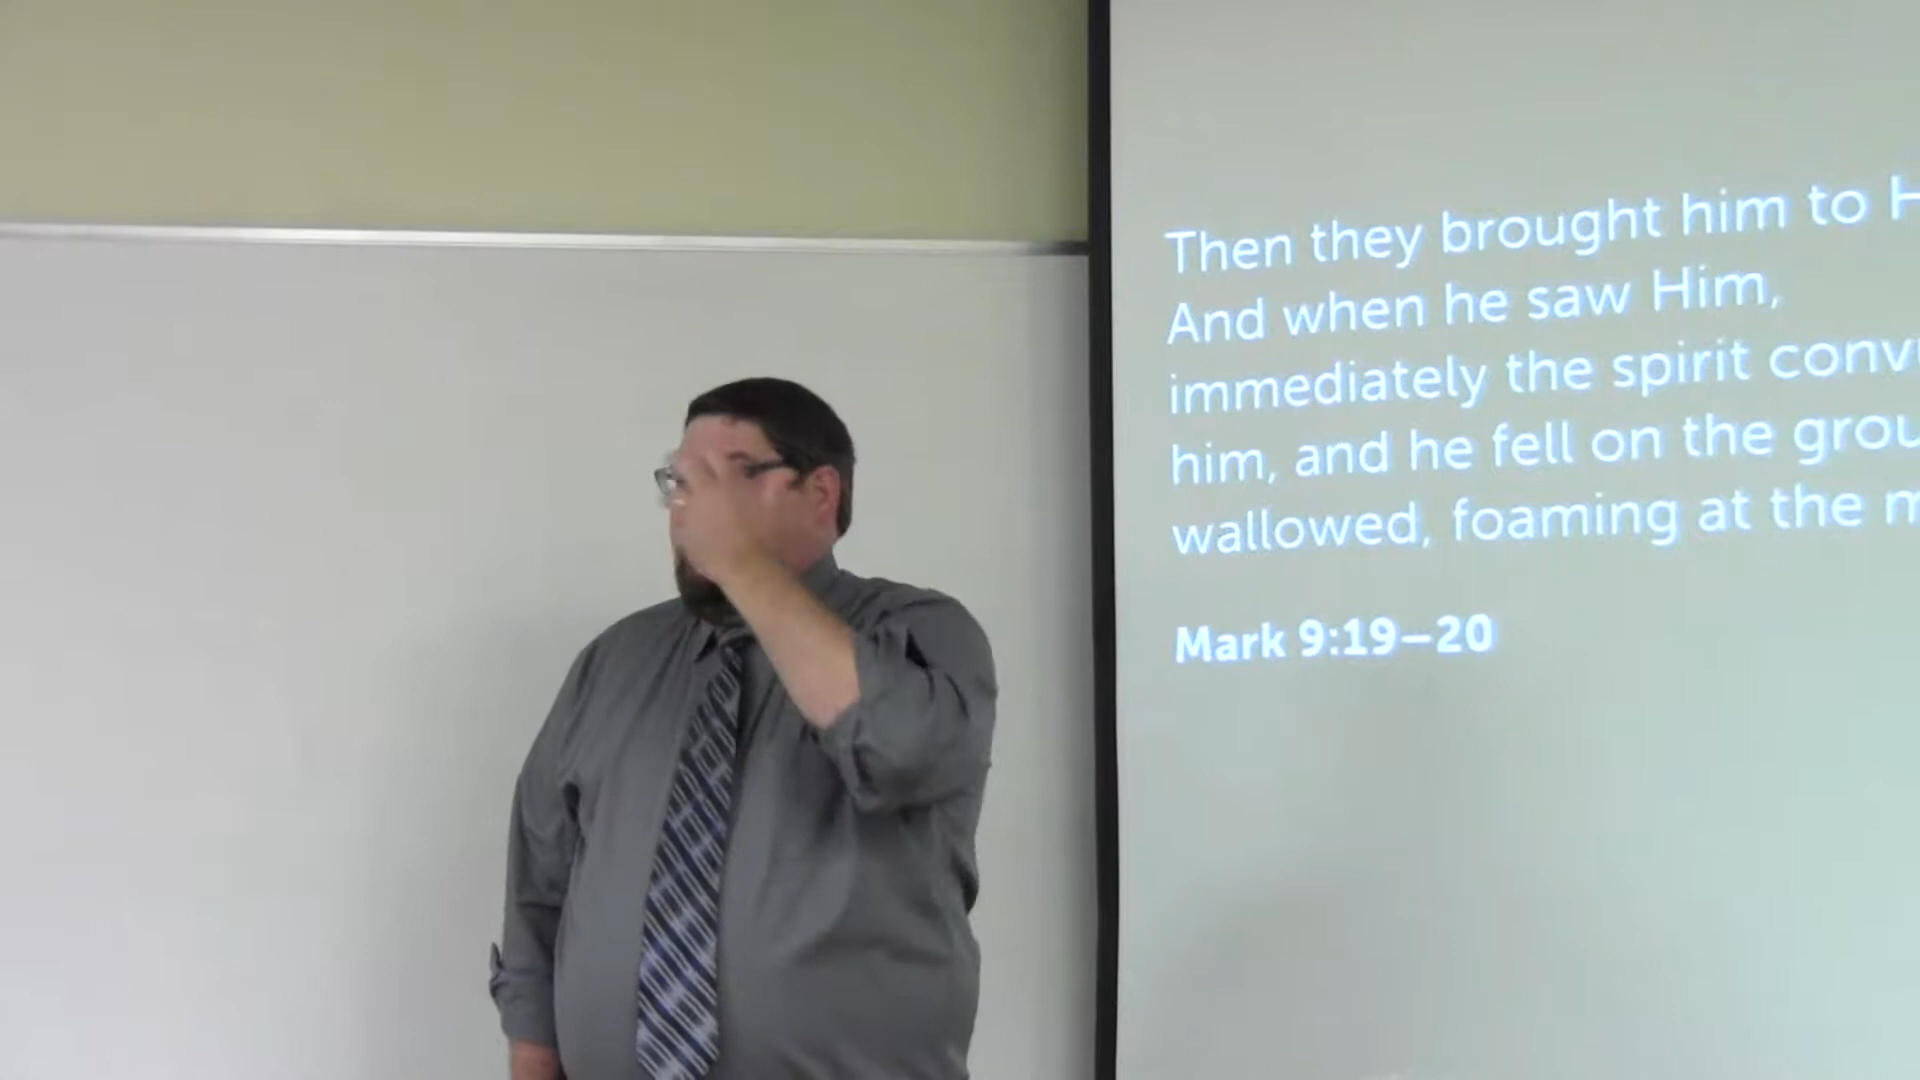 Then they brought him to
And when he saw Him,
immediately the spirit
him, and he fell on the
wallowed, foaming at the
Mark 9:19–20